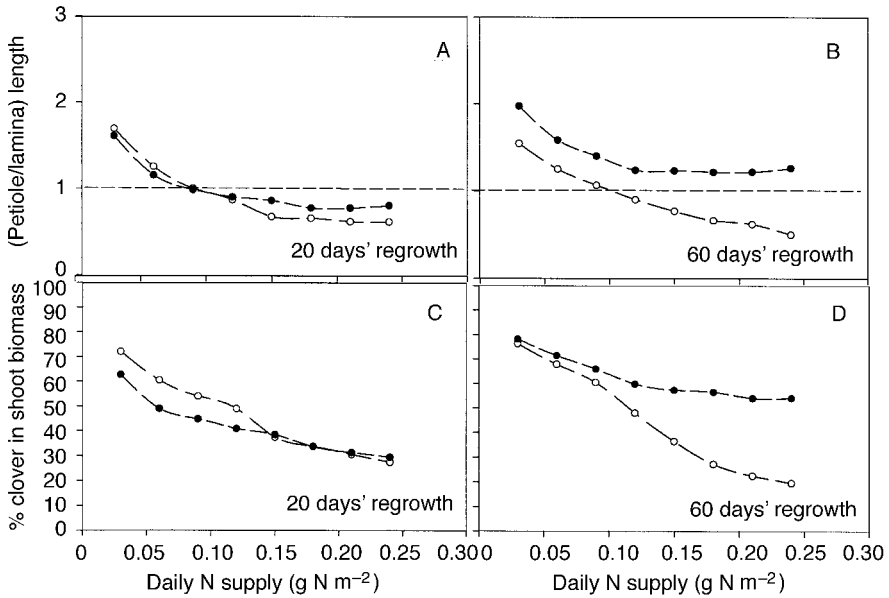 (Petiole/lamina) length
3
2
1
0
A
20 days' regrowth
B
60 days' regrowth
% clover in shoot biomass
100
90
80
70
60
50
40
30
20
10
0
C
20 days' regrowth
D
60 days' regrowth
0 0.05 0.10 0.15 0.20 0.25 0.30 0 0.05 0.10 0.15 0.20 0.25 0.30
Daily N supply (g N m⁻²) Daily N supply (g N m⁻²)